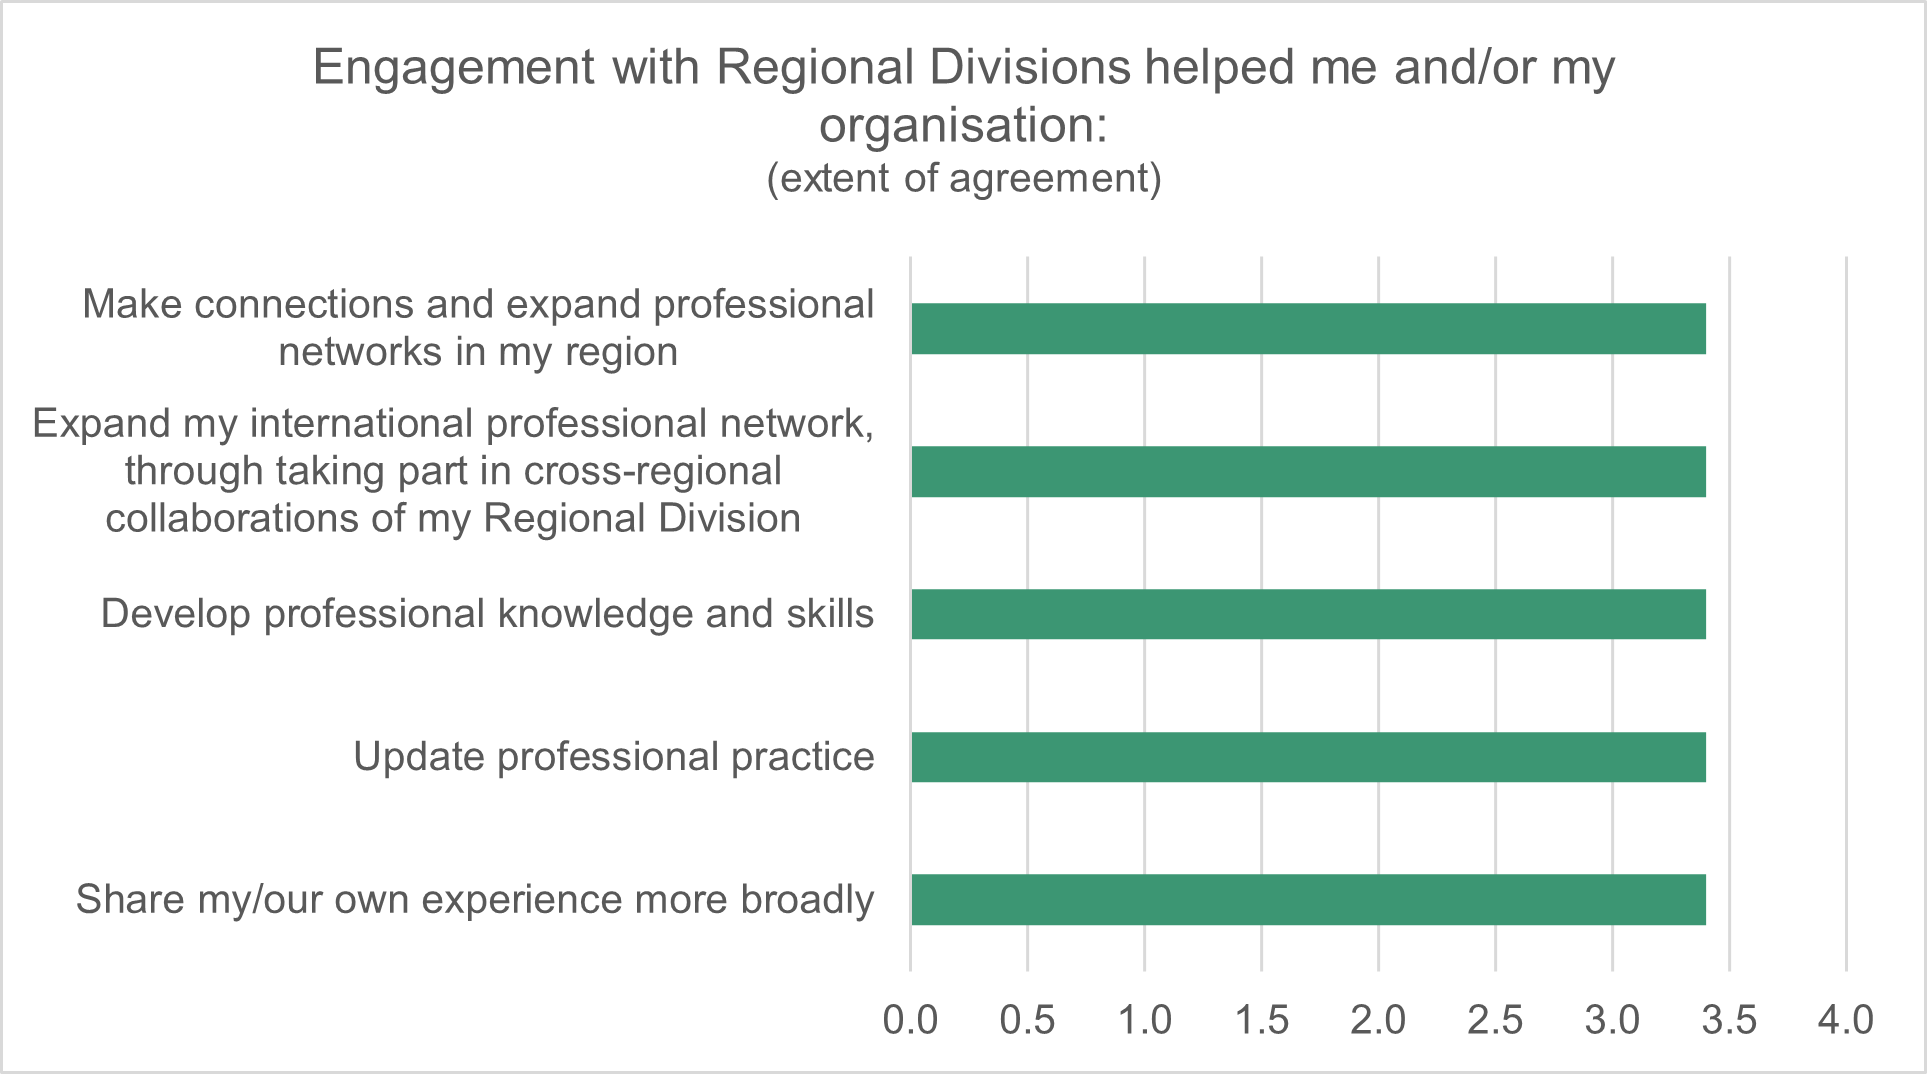 Engagement with Regional Divisions helped me and/or my
organisation:
(extent of agreement)
Make connections and expand professional
networks in my region
Expand my international professional network,
through taking part in cross-regional
collaborations of my Regional Division
Develop professional knowledge and skills
Update professional practice
Share my/our own experience more broadly
0.0 0.5 1.0 1.5 2.0 2.5 3.0 3.5 4.0